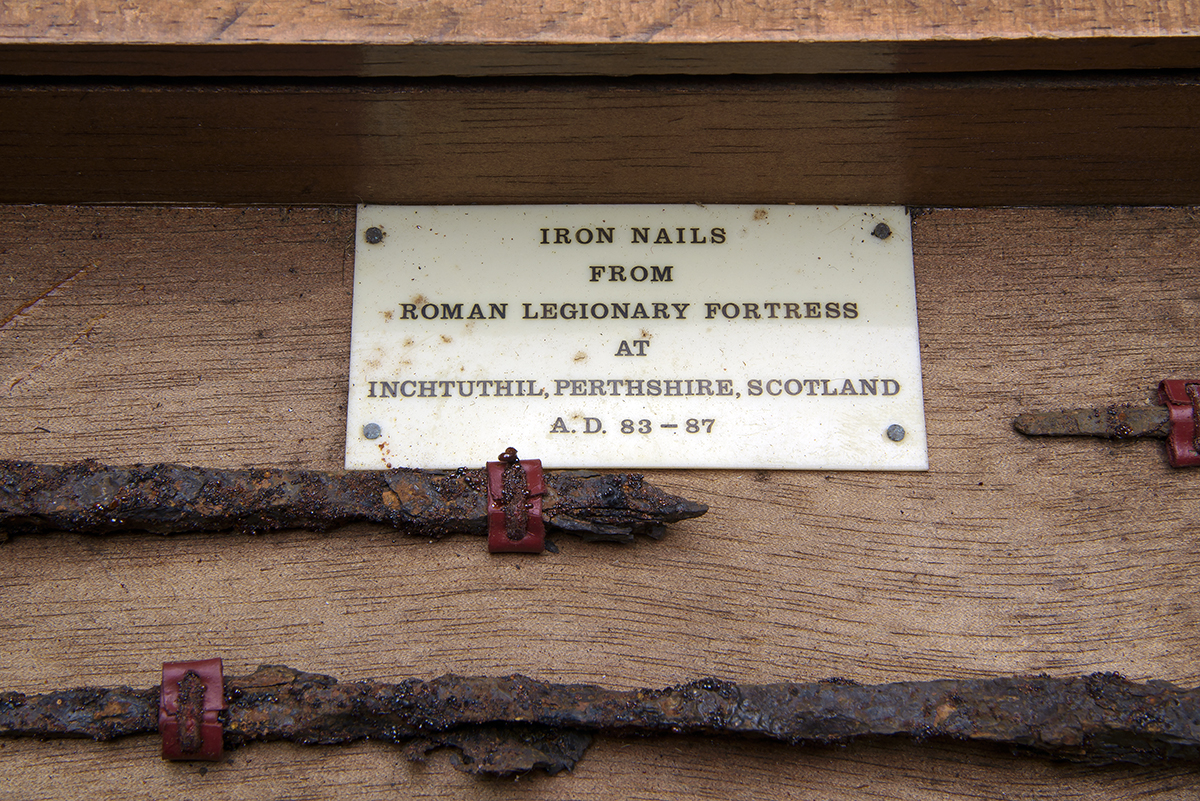 IRON NAILS
FROM
ROMAN LEGIONARY FORTRESS
AT
INCHTUTHIL, PERTHSHIRE, SCOTLAND
A.D. 83 – 87